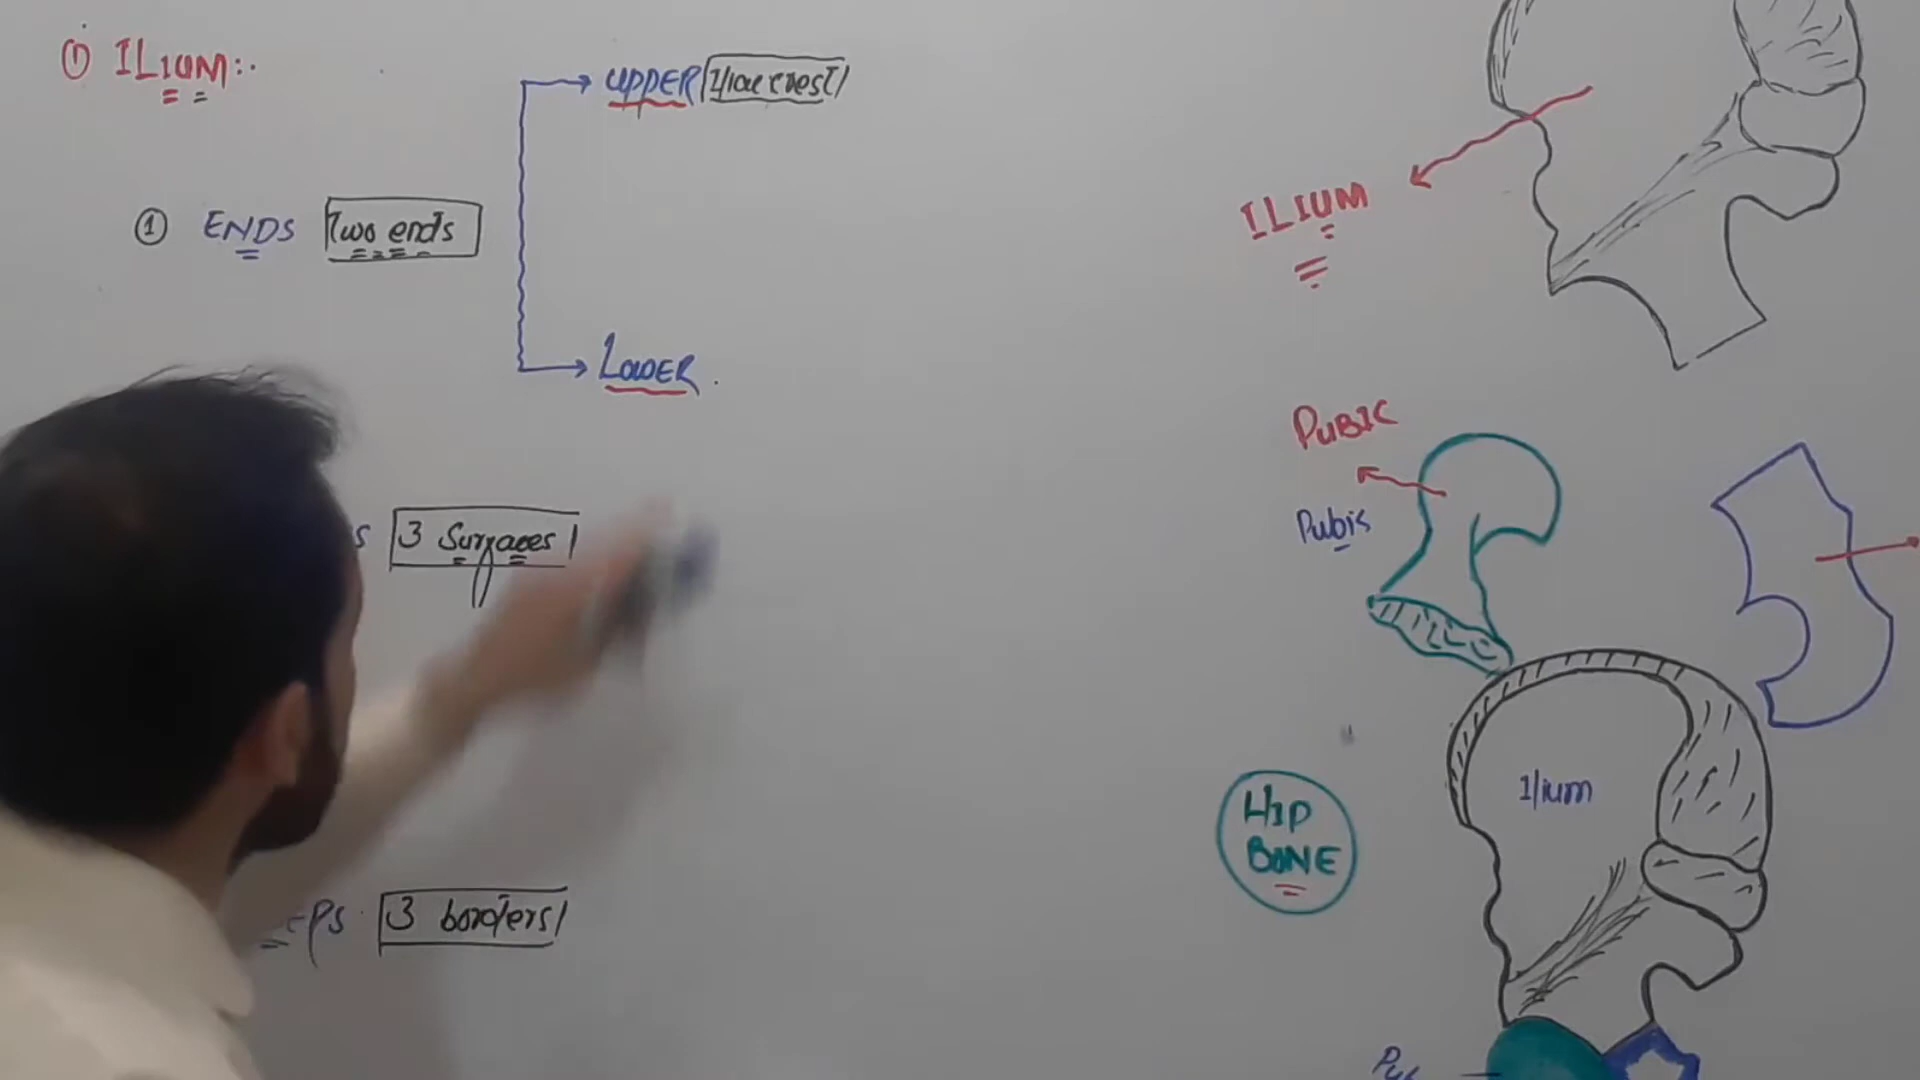 ① ILIUM:
UPPER Iliac crest
① ENDS Two ends
LOWER
s 3 Surfaces
3 borders
ILIUM
PUBIC
Pubis
Ilium
HIP
BONE